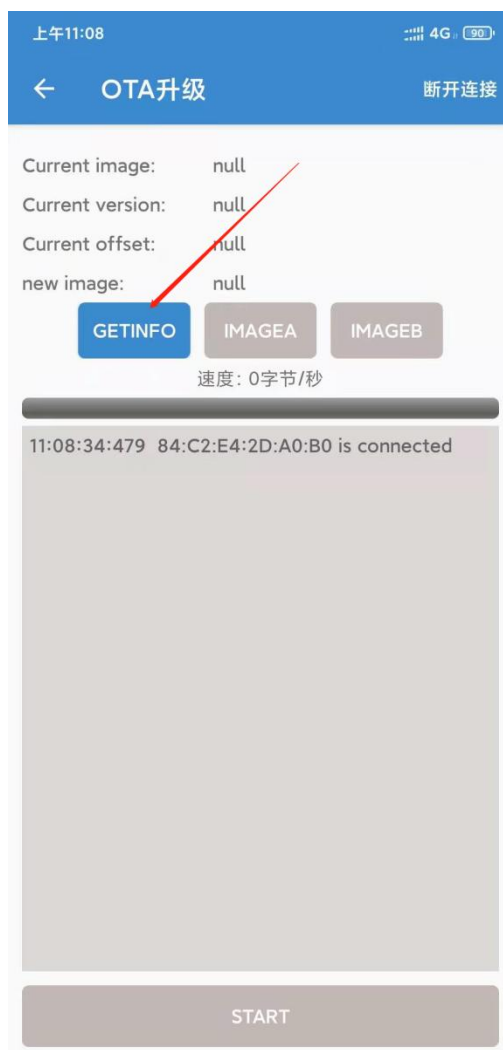 上午11:08 4G 90
OTA升级 断开连接
Current image: null
Current version: null
Current offset: null
new image: null
GETINFO IMAGEA IMAGEB
速度：0字节/秒
11:08:34:479 84:C2:E4:2D:A0:B0 is connected
START